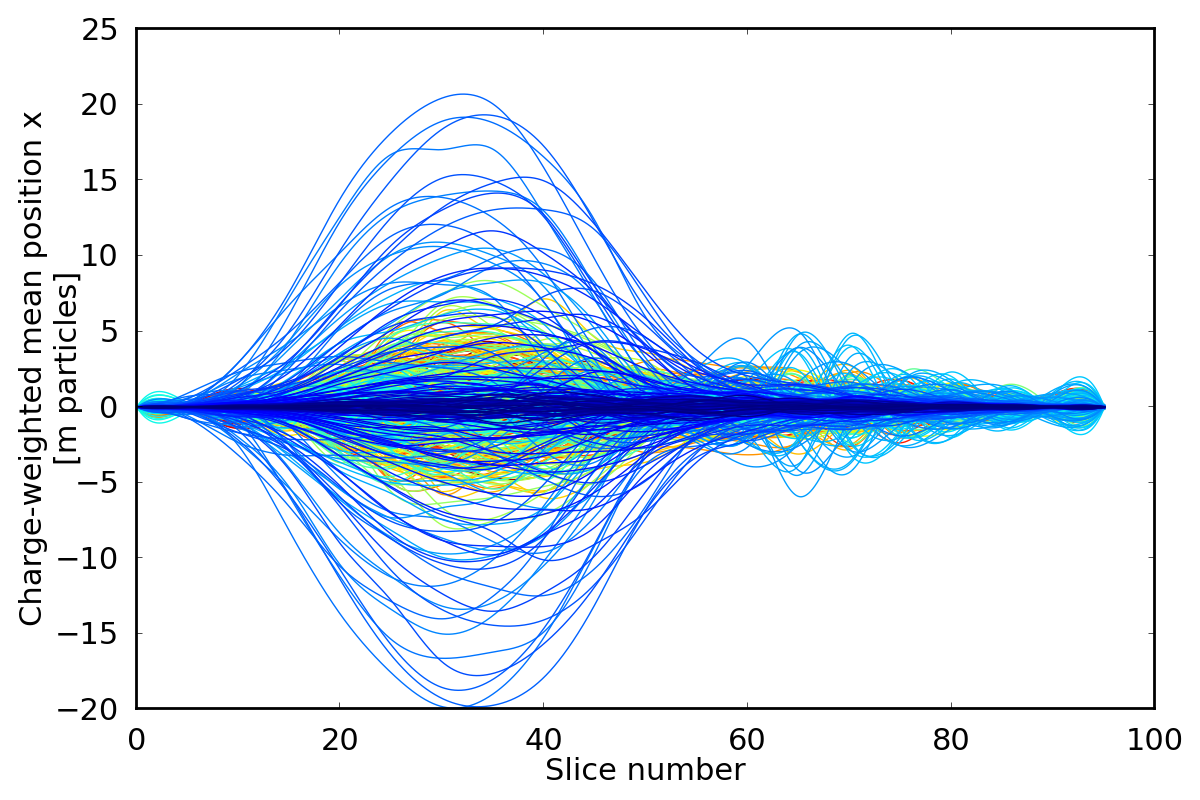 25
20
15
10
5
0
−5
−10
−15
−20
Charge-weighted mean position x
[m particles]
0 20 40 60 80 100
Slice number